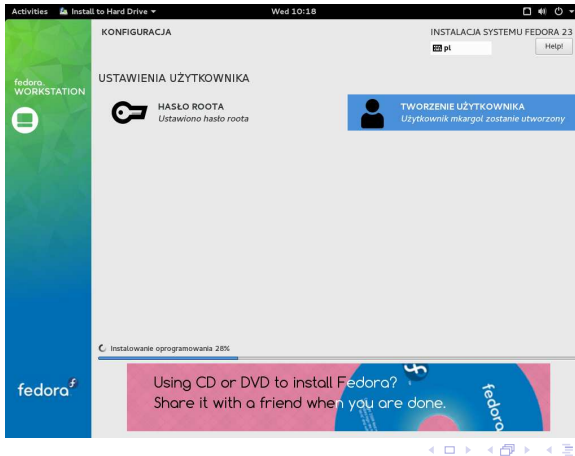 Activities Install to Hard Drive Wed 10:18
KONFIGURACJA
INSTALACJA SYSTEMU FEDORA 23
pl
Help!
fedora
WORKSTATION
USTAWIENIA UŻYTKOWNIKA
HASŁO ROOTA
Ustawiono hasło roota
TWORZENIE UŻYTKOWNIKA
Użytkownik mkargol zostanie utworzony
Instalowanie oprogramowania 28%
fedora
Using CD or DVD to install Fedora?
Share it with a friend when you are done.
fedora